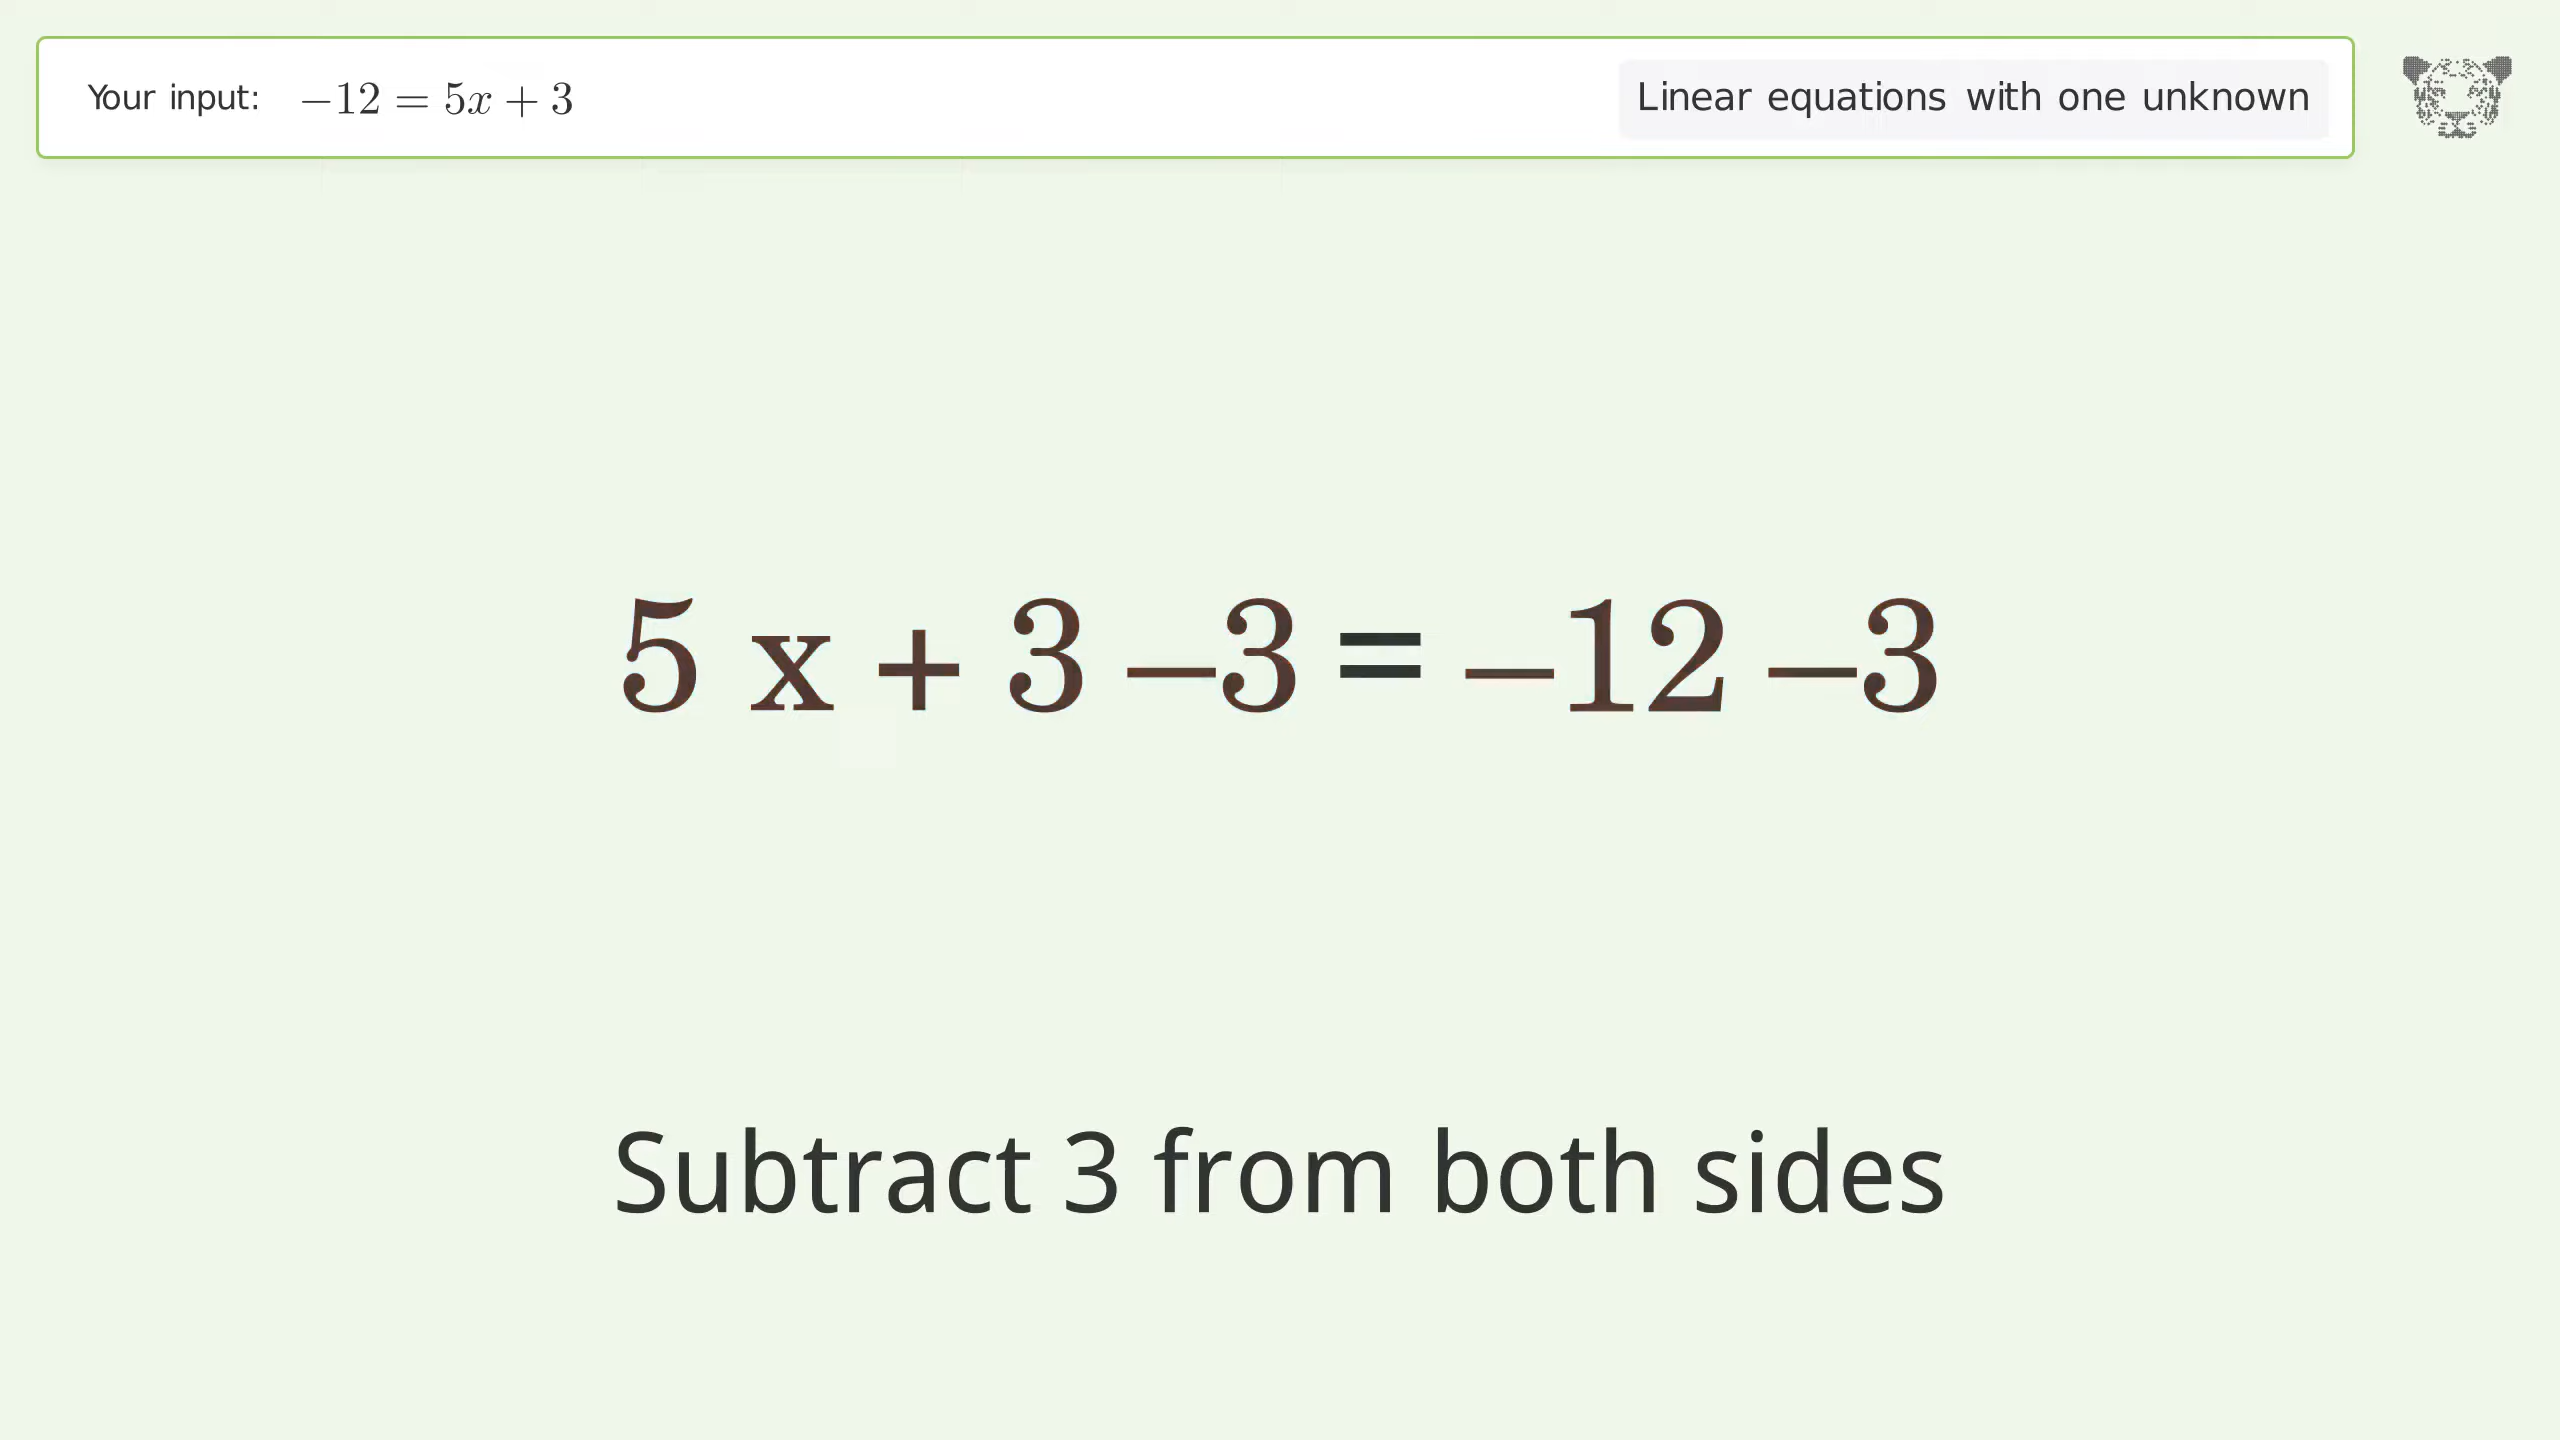 Your input: −12 = 5x + 3 Linear equations with one unknown
5 x + 3 −3 = −12 −3
Subtract 3 from both sides